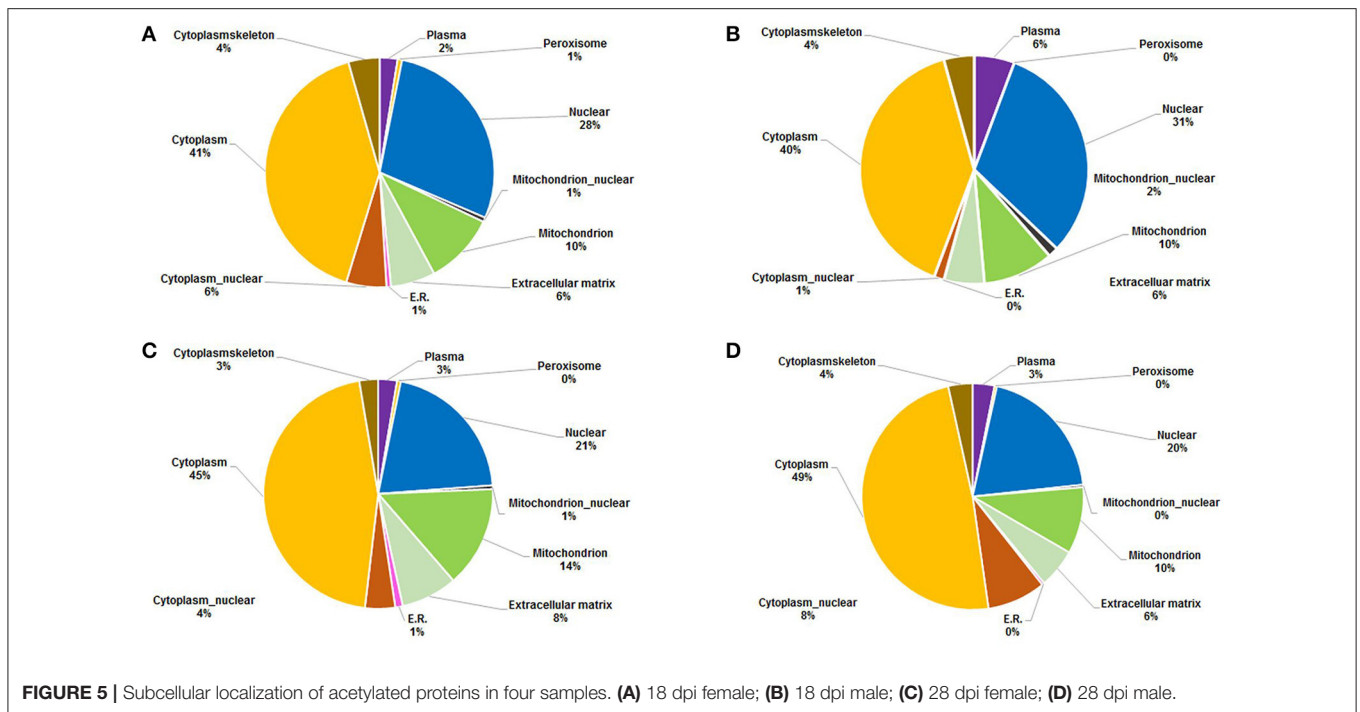 A
Cytoplasmskeleton
4%
Plasma
2%
Peroxisome
1%
Nuclear
28%
Mitochondrion_nuclear
1%
Mitochondrion
10%
Extracellular matrix
6%
E.R.
1%
Cytoplasm_nuclear
6%
Cytoplasm
41%
B
Cytoplasmskeleton
4%
Plasma
6%
Peroxisome
0%
Nuclear
31%
Mitochondrion_nuclear
2%
Mitochondrion
10%
Extracelluar matrix
6%
E.R.
0%
Cytoplasm_nuclear
1%
Cytoplasm
40%
C
Cytoplasmskeleton
3%
Plasma
3%
Peroxisome
0%
Nuclear
21%
Mitochondrion_nuclear
1%
Mitochondrion
14%
Extracellular matrix
8%
E.R.
1%
Cytoplasm_nuclear
4%
Cytoplasm
45%
D
Cytoplasmskeleton
4%
Plasma
3%
Peroxisome
0%
Nuclear
20%
Mitochondrion_nuclear
0%
Mitochondrion
10%
Extracellular matrix
6%
E.R.
0%
Cytoplasm_nuclear
8%
Cytoplasm
49%
FIGURE 5 | Subcellular localization of acetylated proteins in four samples. (A) 18 dpi female; (B) 18 dpi male; (C) 28 dpi female; (D) 28 dpi male.